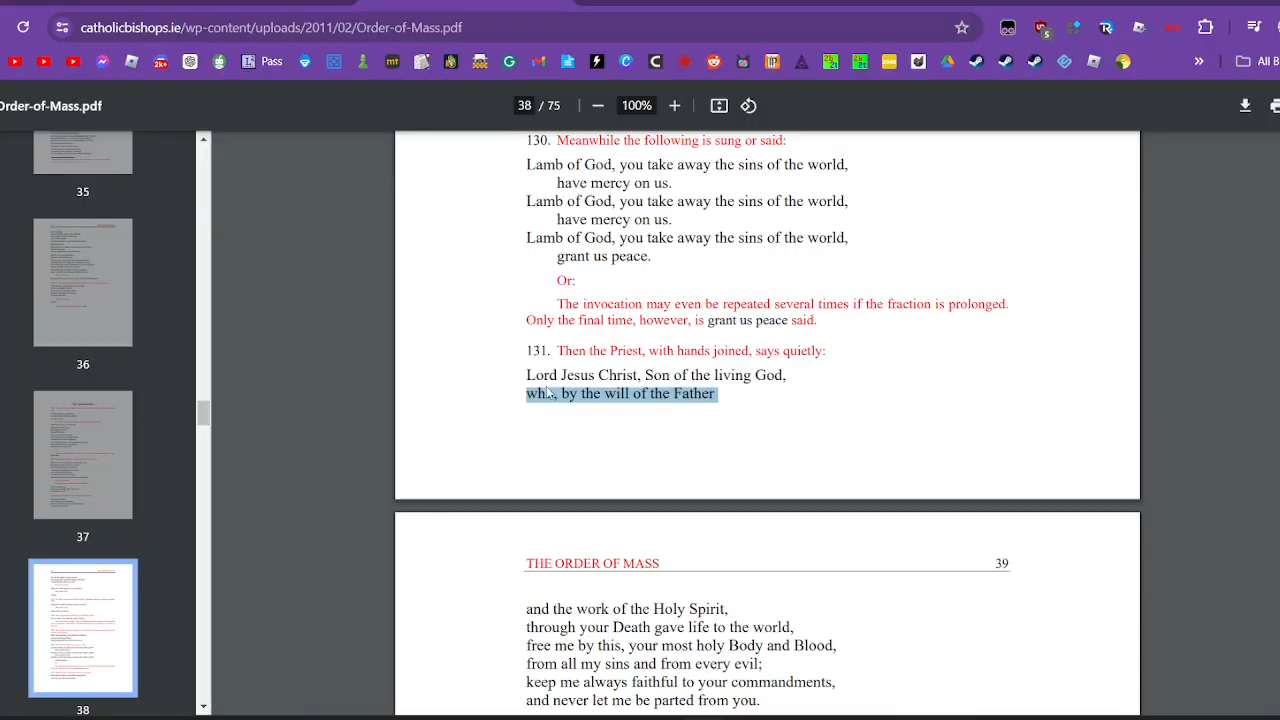 catholicbishops.ie/wp-content/uploads/2011/02/Order-of-Mass.pdf
Pass
All B
Order-of-Mass.pdf
38 / 75
100%
35
36
37
38
130. Meanwhile the following is sung or said:
Lamb of God, you take away the sins of the world,
have mercy on us.
Lamb of God, you take away the sins of the world,
have mercy on us.
Lamb of God, you take away the sins of the world,
grant us peace.
Or:
The invocation may even be repeated several times if the fraction is prolonged.
Only the final time, however, is grant us peace said.
131. Then the Priest, with hands joined, says quietly:
Lord Jesus Christ, Son of the living God,
who, by the will of the Father
THE ORDER OF MASS 39
and the work of the Holy Spirit,
through your Death gave life to the world,
free me by this, your most holy Body and Blood,
from all my sins and from every evil;
keep me always faithful to your commandments,
and never let me be parted from you.